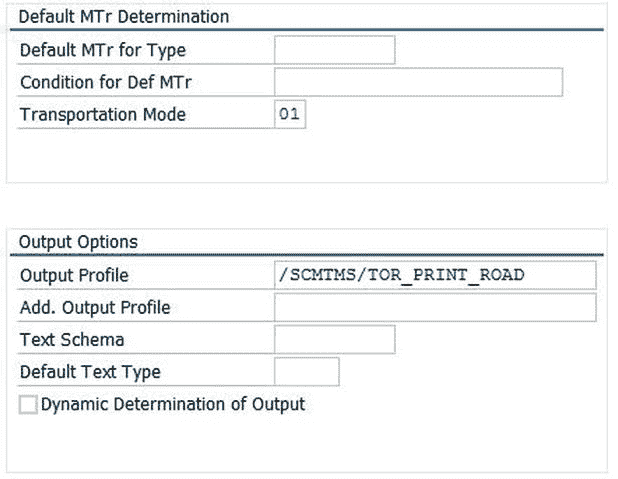 Default MTr Determination
Default MTr for Type
Condition for Def MTr
Transportation Mode 01
Output Options
Output Profile /SCMTMS/TOR_PRINT_ROAD
Add. Output Profile
Text Schema
Default Text Type
Dynamic Determination of Output